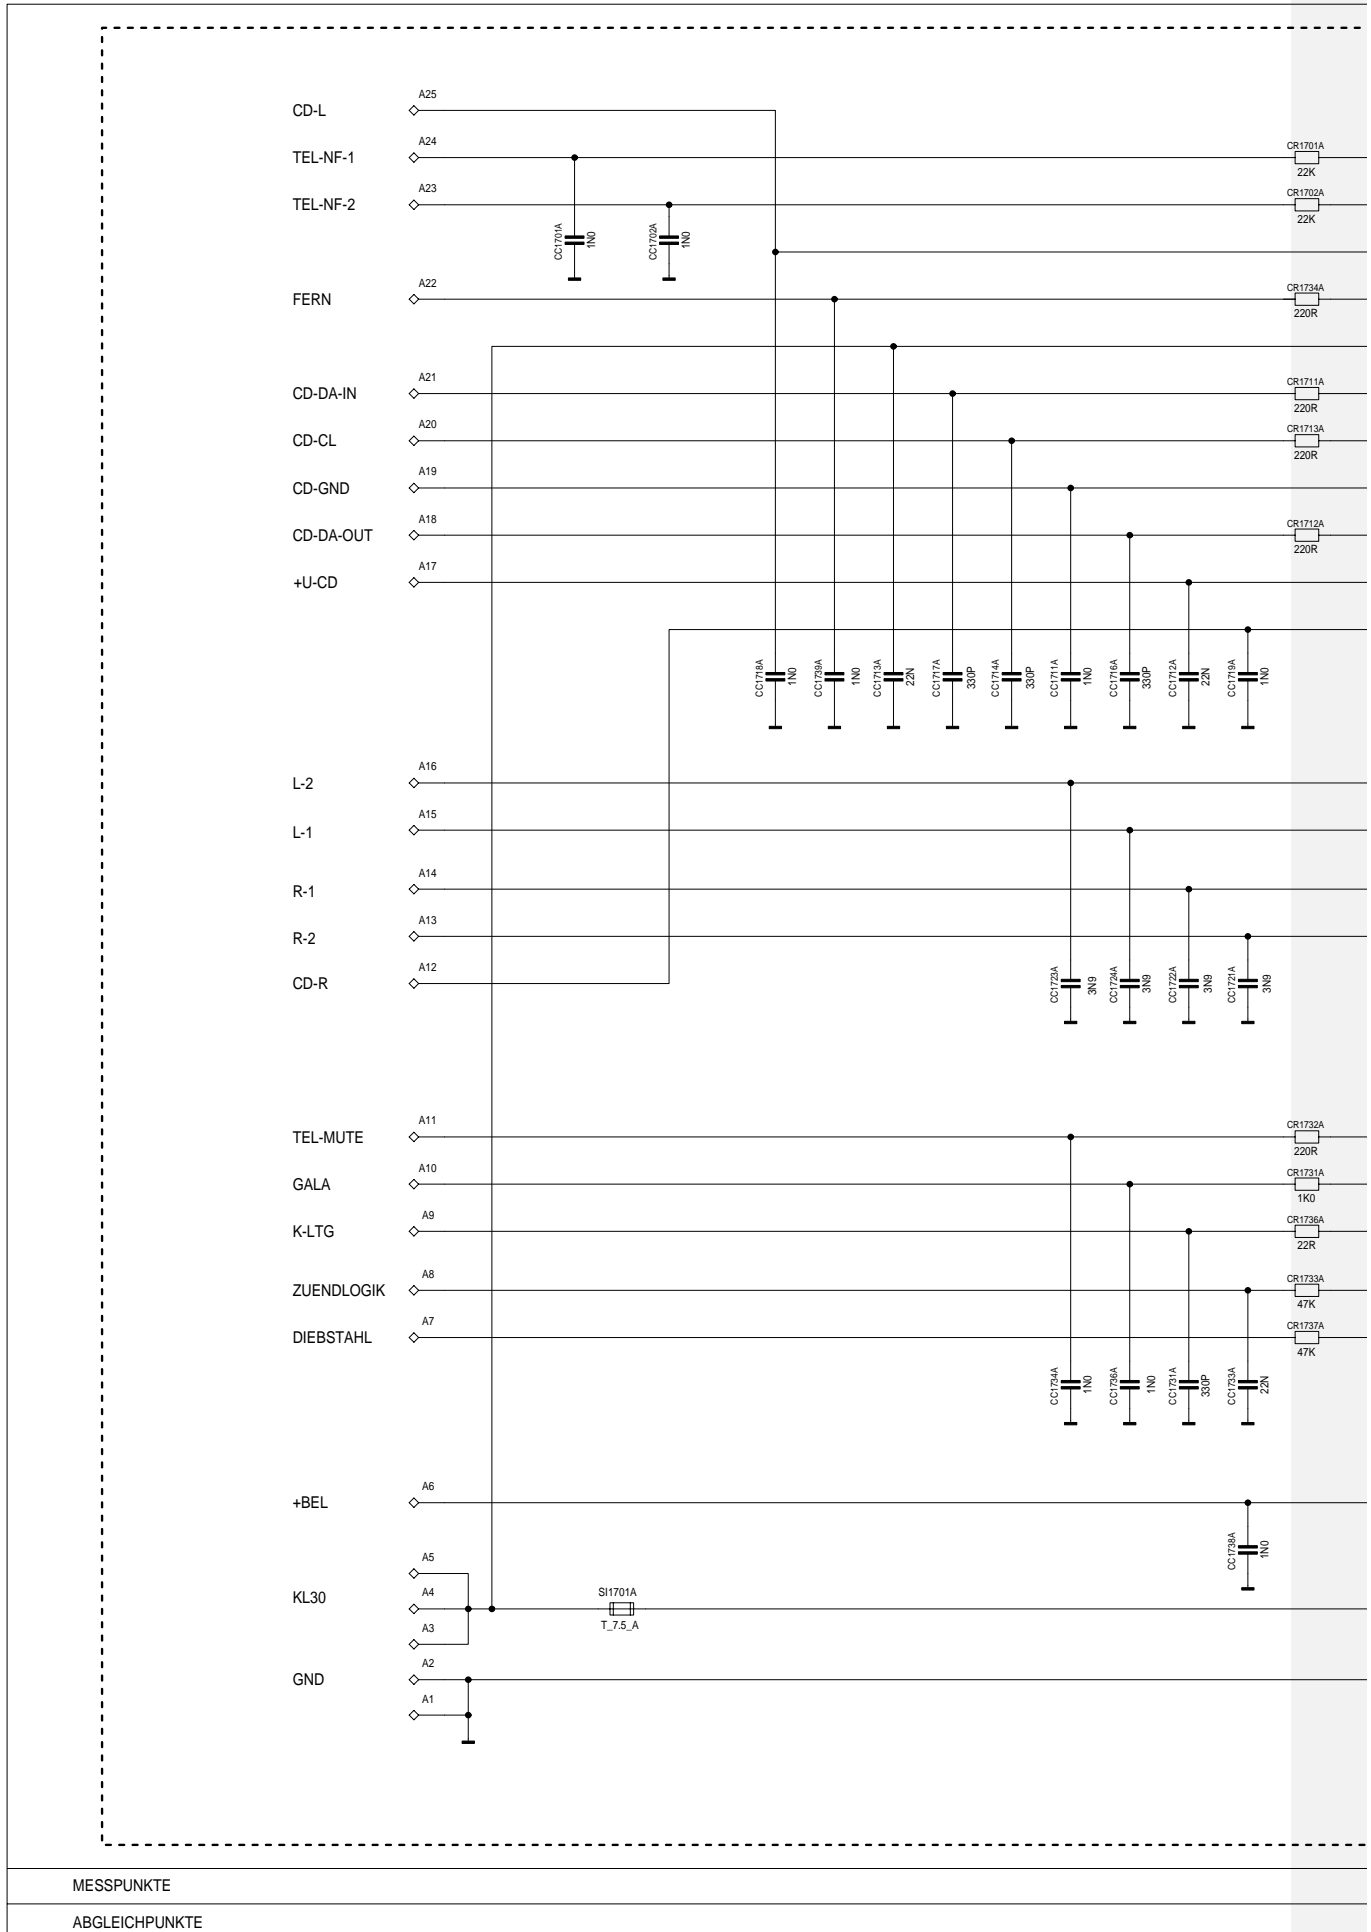 A25
CD-L
A24
TEL-NF-1
CR1701A
22K
A23
TEL-NF-2
CR1702A
22K
CC1701A
1N0
CC1702A
1N0
A22
FERN
CR1734A
220R
A21
CD-DA-IN
CR1711A
220R
A20
CD-CL
CR1713A
220R
A19
CD-GND
A18
CD-DA-OUT
CR1712A
220R
A17
+U-CD
CC1718A
1N0
CC1739A
1N0
CC1713A
22N
CC1717A
330P
CC1714A
330P
CC1711A
1N0
CC1716A
330P
CC1712A
22N
CC1719A
1N0
A16
L-2
A15
L-1
A14
R-1
A13
R-2
A12
CD-R
CC1723A
3N9
CC1724A
3N9
CC1722A
3N9
CC1721A
3N9
A11
TEL-MUTE
CR1732A
220R
A10
GALA
CR1731A
1K0
A9
K-LTG
CR1736A
22R
A8
ZUENDLOGIK
CR1733A
47K
A7
DIEBSTAHL
CR1737A
47K
CC1734A
1N0
CC1736A
1N0
CC1731A
330P
CC1733A
22N
A6
+BEL
CC1738A
1N0
A5
KL30
A4
SI1701A
T_7.5_A
A3
A2
GND
A1
MESSPUNKTE
ABGLEICHPUNKTE